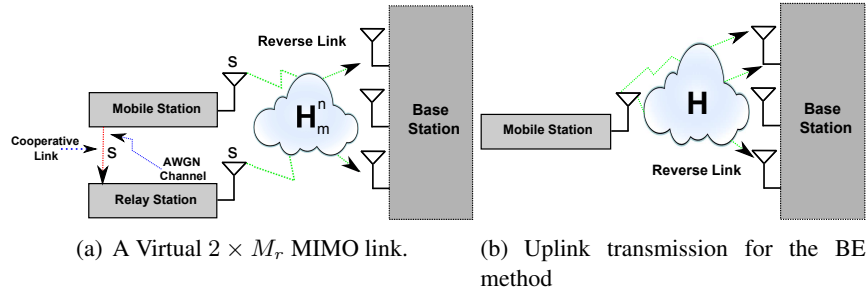 Reverse Link
S
Mobile Station
H n m
Base
Station
Cooperative
Link
S
AWGN
Channel
S
Relay Station
(a) A Virtual 2 × Mr MIMO link.
Mobile Station
H
Base
Station
Reverse Link
(b) Uplink transmission for the BE
method